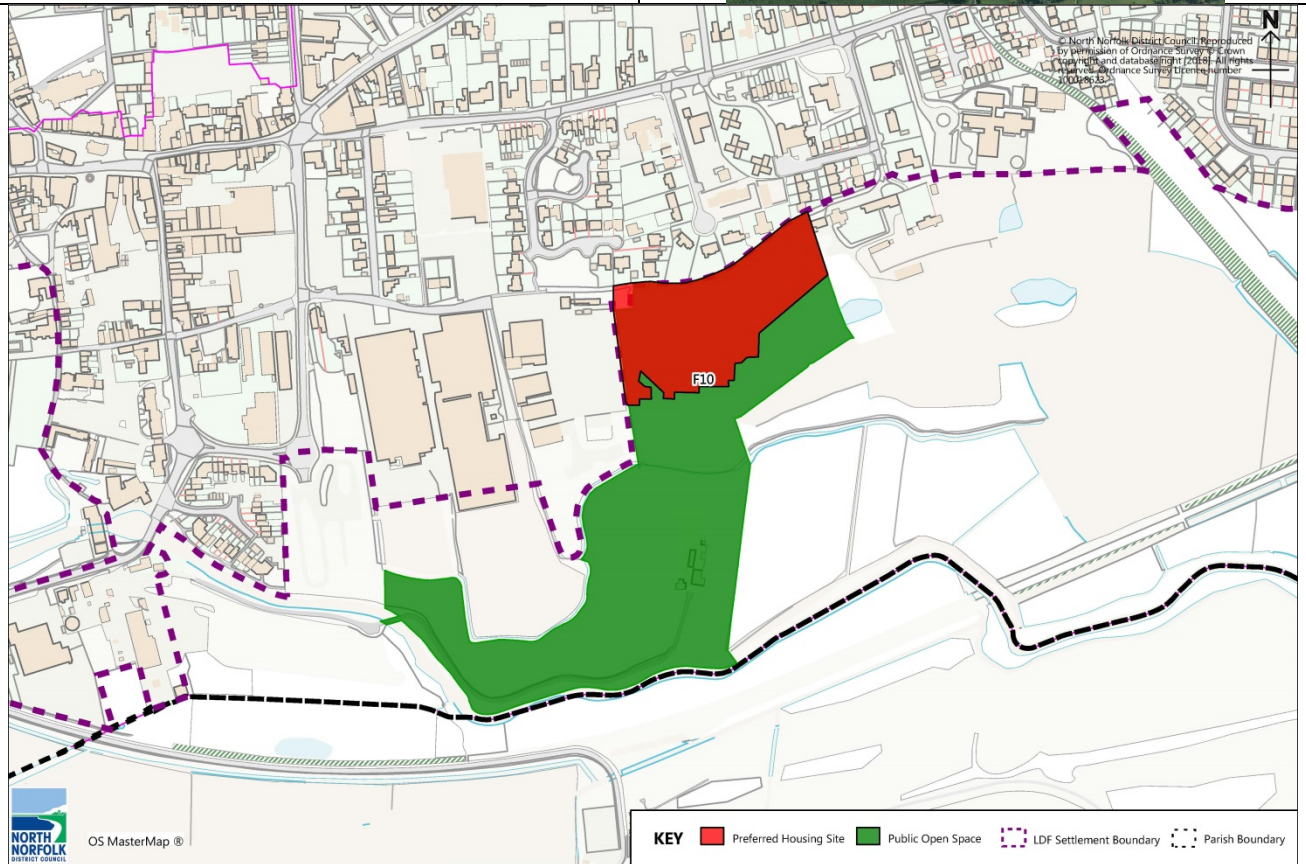 N
© North Norfolk District Council. Reproduced
by permission of Ordnance Survey © Crown
copyright and database right [2018]. All rights
reserved. Ordnance Survey Licence number
F10
NORTH
NORFOLK
DISTRICT COUNCIL
OS MasterMap ®
KEY
Preferred Housing Site
Public Open Space
LDF Settlement Boundary
Parish Boundary